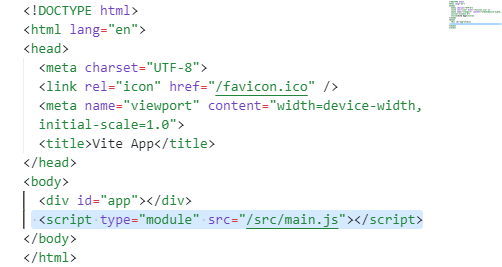 <!DOCTYPE html>
<html lang="en">
<head>
<meta charset="UTF-8">
<link rel="icon" href="/favicon.ico" />
<meta name="viewport" content="width=device-width,
initial-scale=1.0">
<title>Vite App</title>
</head>
<body>
<div id="app"></div>
<script type="module" src="/src/main.js"></script>
</body>
</html>